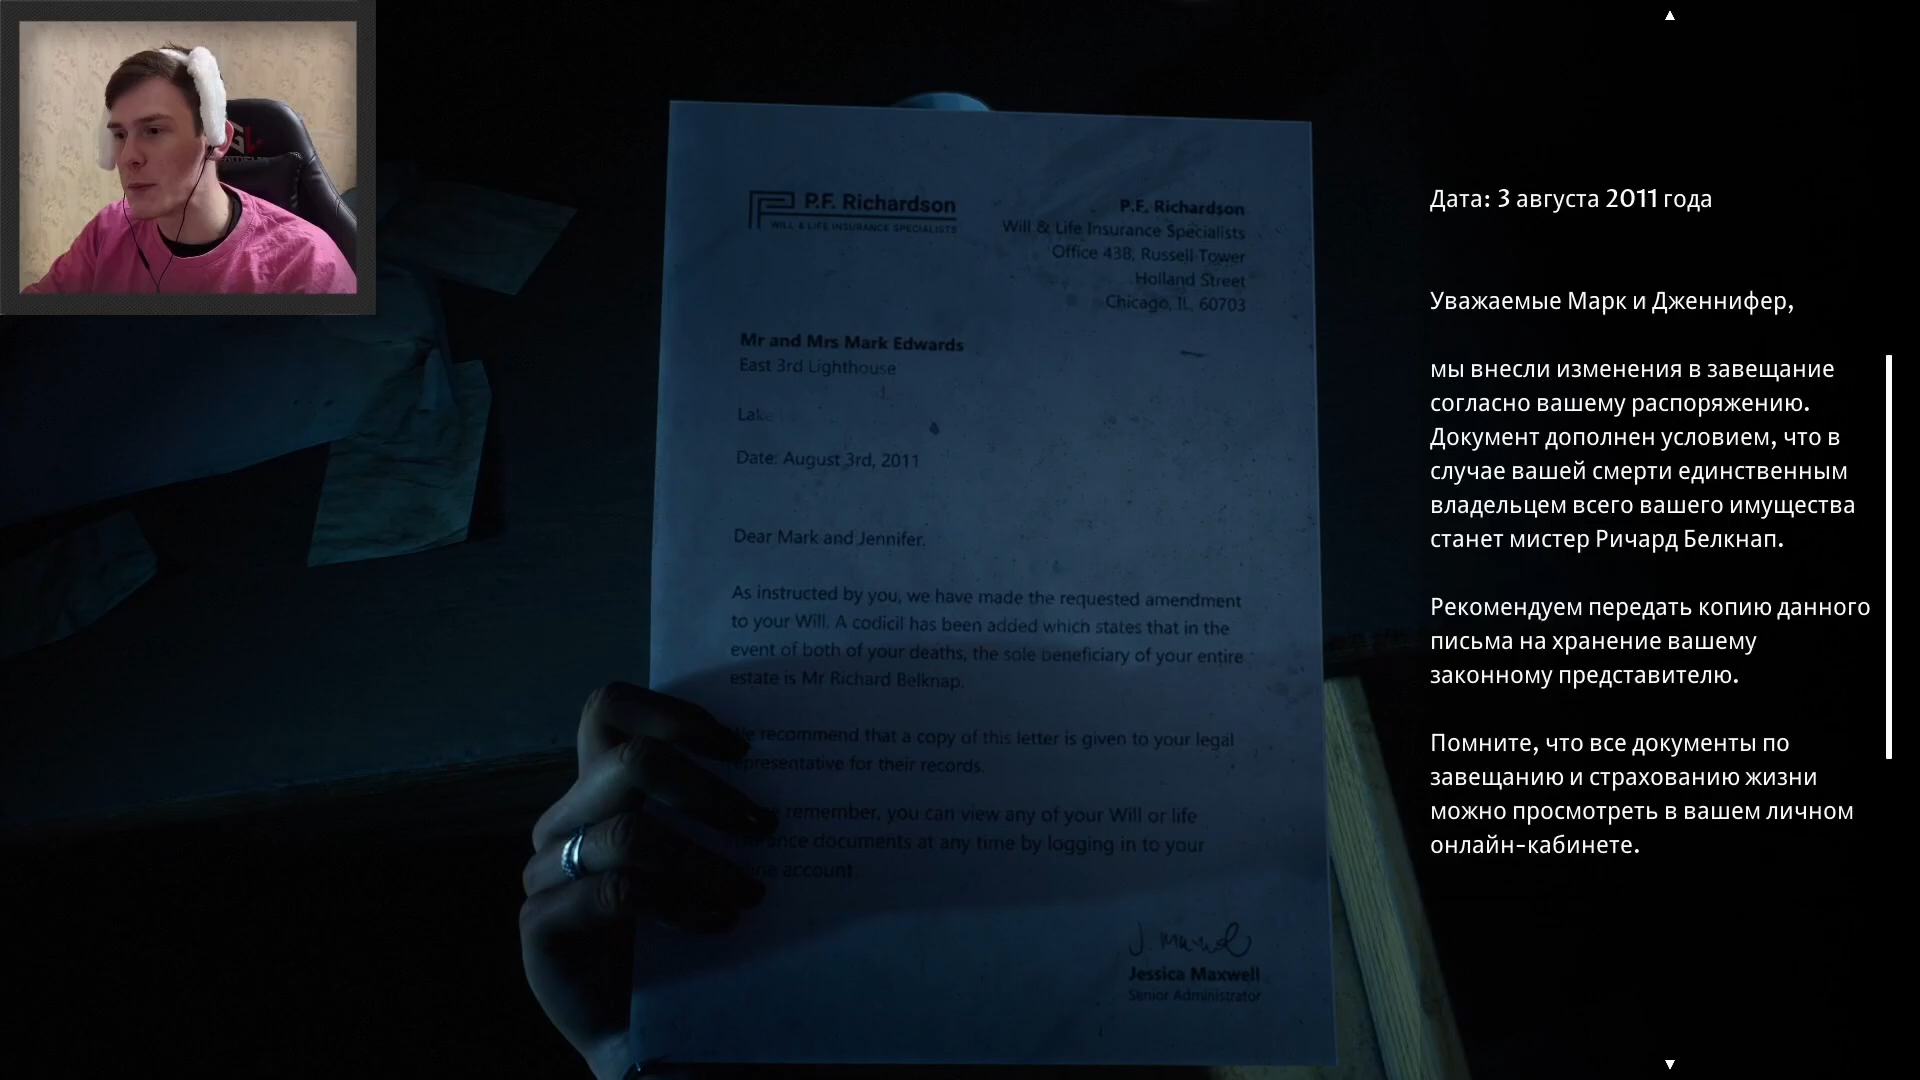 P.F. Richardson
WILL & LIFE INSURANCE SPECIALISTS
P.F. Richardson
Will & Life Insurance Specialists
Office 438, Russell Tower
Holland Street
Chicago, IL, 60703
Mr and Mrs Mark Edwards
East 3rd Lighthouse
Lake
Date: August 3rd, 2011
Dear Mark and Jennifer,
As instructed by you, we have made the requested amendment
to your Will. A codicil has been added which states that in the
event of both of your deaths, the sole beneficiary of your entire
estate is Mr Richard Belknap.
recommend that a copy of this letter is given to your legal
representative for their records.
remember, you can view any of your Will or life
documents at any time by logging in to your
account
J. Maxwell
Jessica Maxwell
Senior Administrator
Дата: 3 августа 2011 года
Уважаемые Марк и Дженнифер,
мы внесли изменения в завещание
согласно вашему распоряжению.
Документ дополнен условием, что в
случае вашей смерти единственным
владельцем всего вашего имущества
станет мистер Ричард Белкнап.
Рекомендуем передать копию данного
письма на хранение вашему
законному представителю.
Помните, что все документы по
завещанию и страхованию жизни
можно просмотреть в вашем личном
онлайн-кабинете.